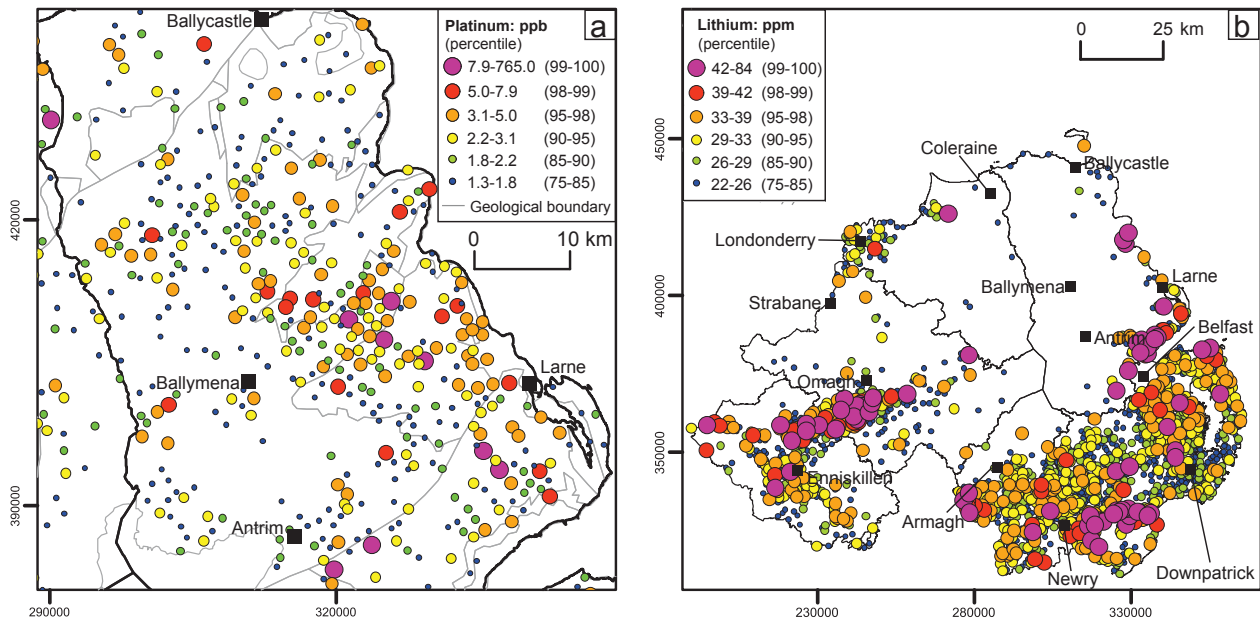 Ballycastle
Platinum: ppb
(percentile)
7.9-765.0 (99-100)
5.0-7.9 (98-99)
3.1-5.0 (95-98)
2.2-3.1 (90-95)
1.8-2.2 (85-90)
1.3-1.8 (75-85)
Geological boundary
0 10 km
a
420000
390000
Ballymena
Larne
Antrim
290000 320000
Lithium: ppm
(percentile)
42-84 (99-100)
39-42 (98-99)
33-39 (95-98)
29-33 (90-95)
26-29 (85-90)
22-26 (75-85)
0 25 km
b
450000
400000
350000
Coleraine
Ballycastle
Londonderry
Strabane
Ballymena
Larne
Belfast
Antrim
Omagh
Enniskillen
Armagh
Newry
Downpatrick
230000 280000 330000